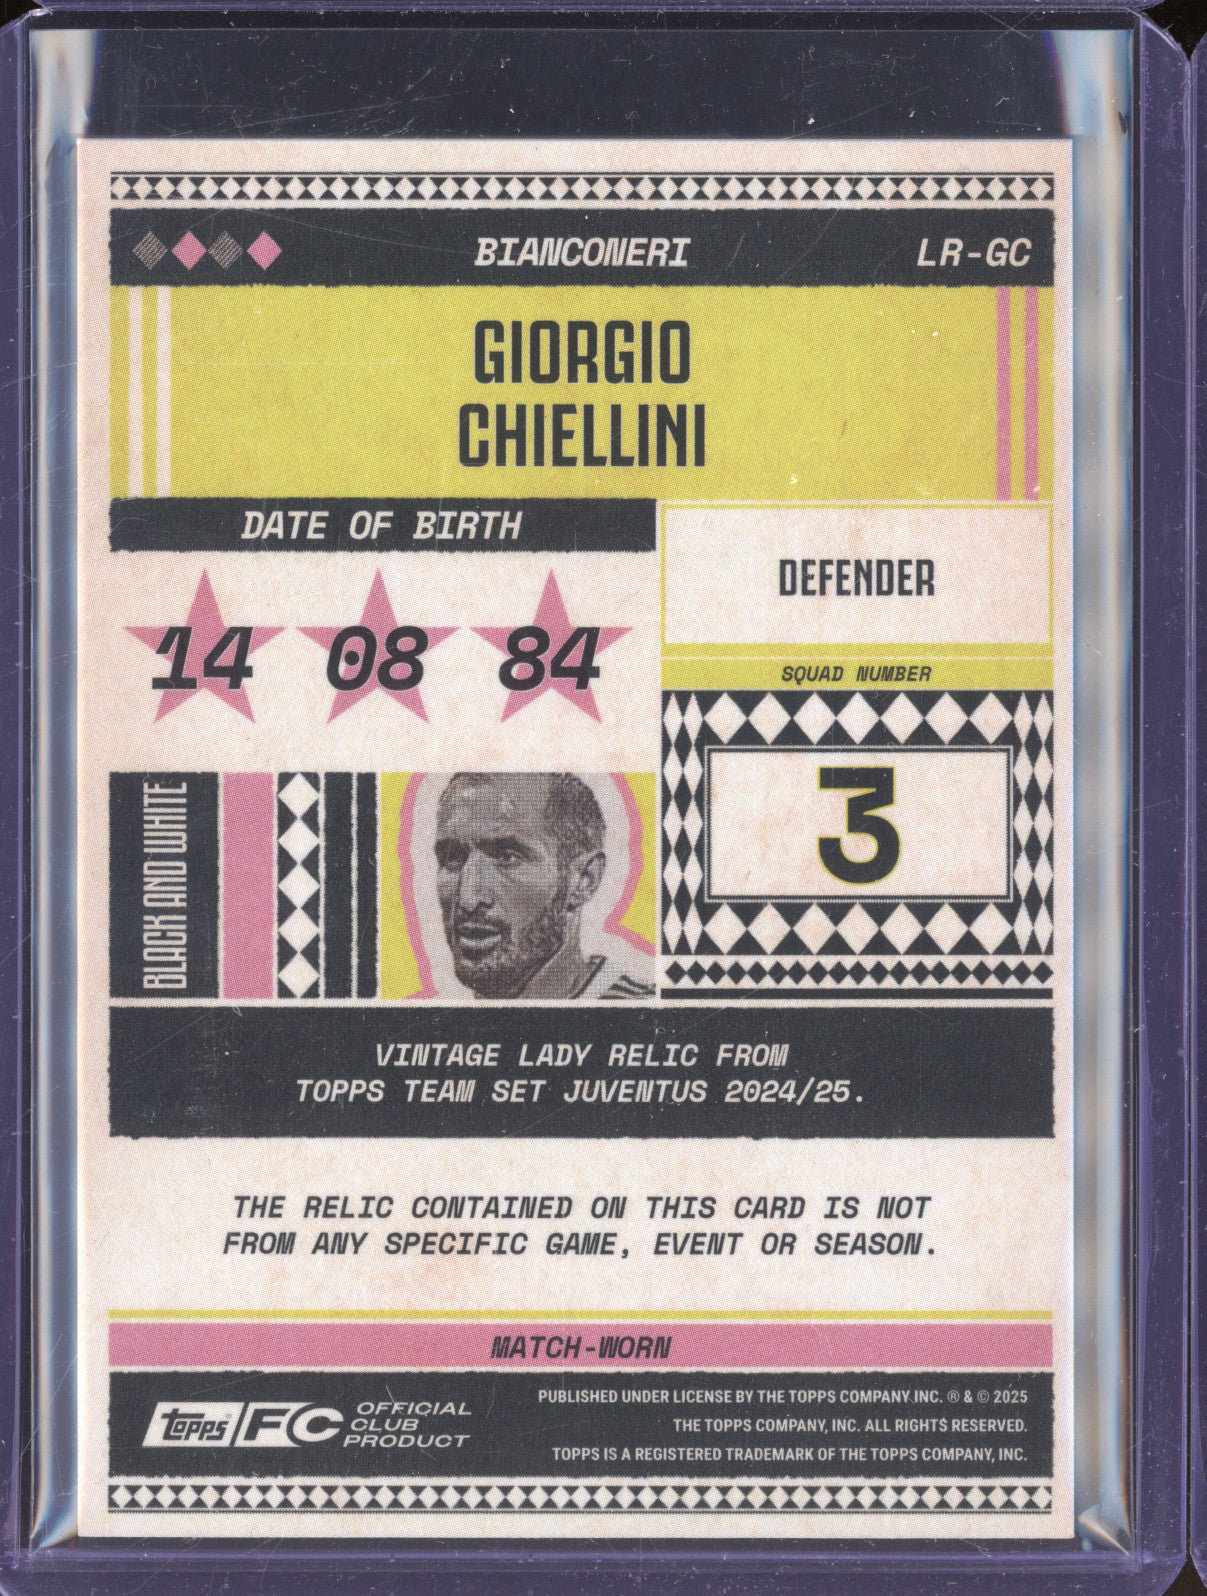 BIANCONERI
LR-GC
GIORGIO
CHIELLINI
DATE OF BIRTH
14 08 84
DEFENDER
SQUAD NUMBER
3
BLACK AND WHITE
VINTAGE LADY RELIC FROM
TOPPS TEAM SET JUVENTUS 2024/25.
THE RELIC CONTAINED ON THIS CARD IS NOT
FROM ANY SPECIFIC GAME, EVENT OR SEASON.
MATCH-WORN
topps FC
OFFICIAL
CLUB
PRODUCT
PUBLISHED UNDER LICENSE BY THE TOPPS COMPANY INC. ® & © 2025
THE TOPPS COMPANY, INC. ALL RIGHTS RESERVED.
TOPPS IS A REGISTERED TRADEMARK OF THE TOPPS COMPANY, INC.